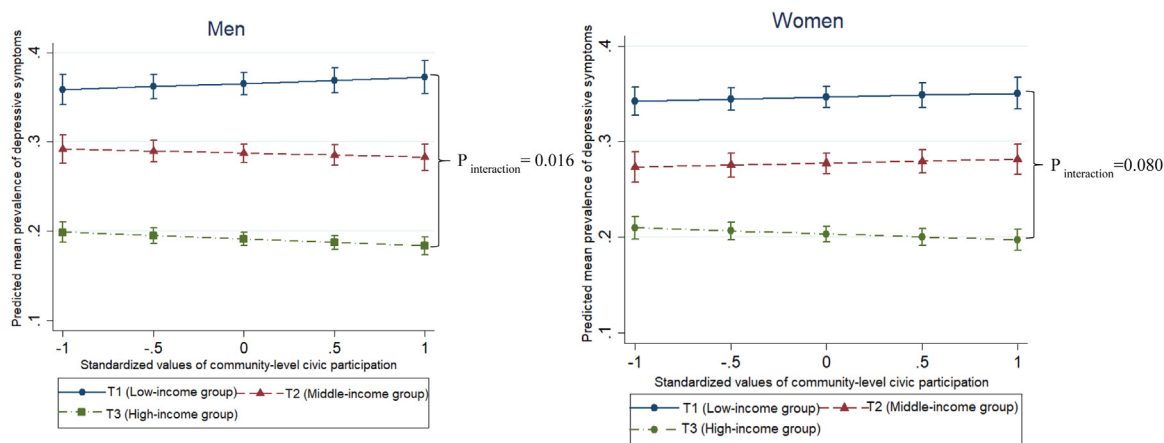 Men
Predicted mean prevalence of depressive symptoms
.4
.3
.2
.1
-1 -.5 0 .5 1
Standardized values of community-level civic participation
P interaction = 0.016
T1 (Low-income group) T2 (Middle-income group)
T3 (High-income group)
Women
Predicted mean prevalence of depressive symptoms
.4
.3
.2
.1
-1 -.5 0 .5 1
Standardized values of community-level civic participation
P interaction =0.080
T1 (Low-income group) T2 (Middle-income group)
T3 (High-income group)